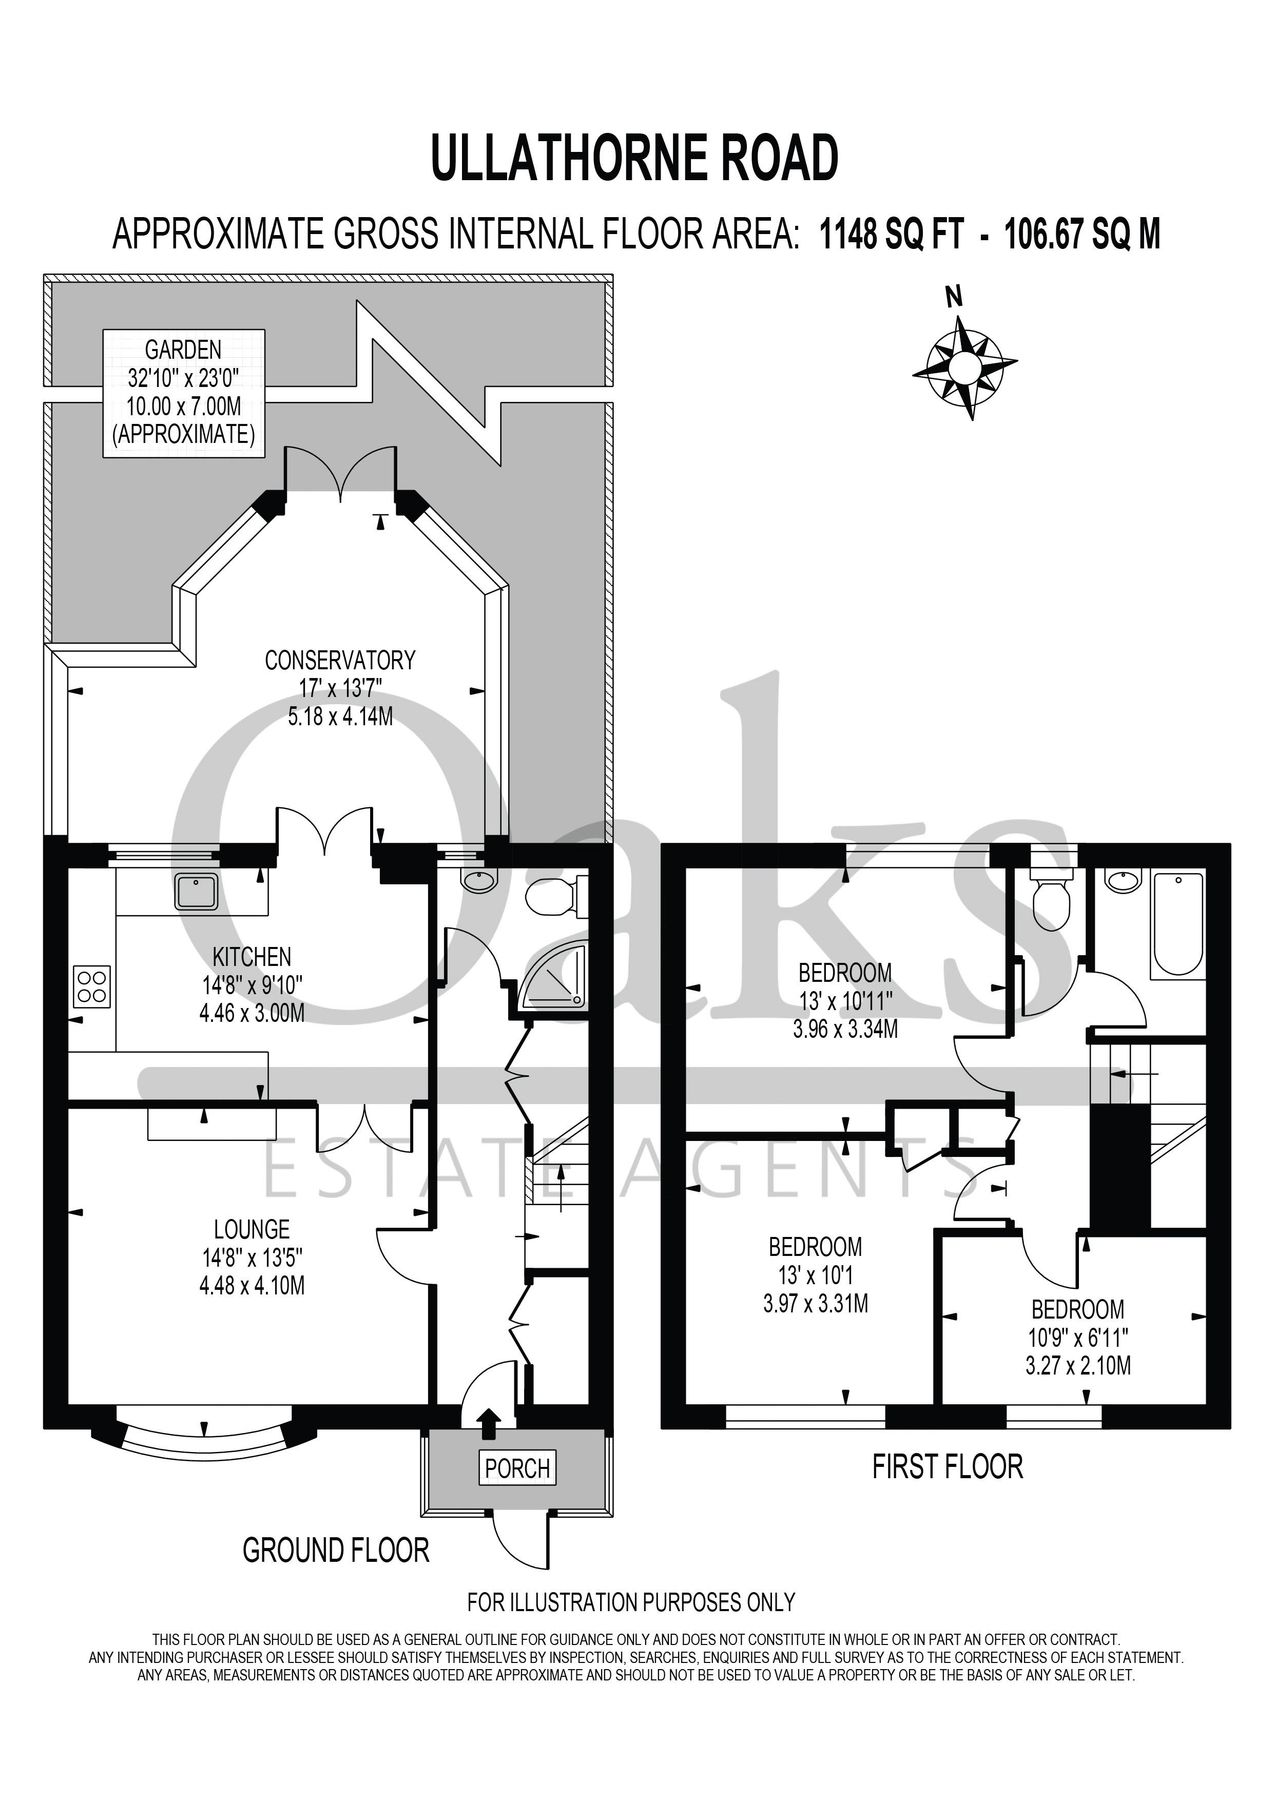 ULLATHORNE ROAD
APPROXIMATE GROSS INTERNAL FLOOR AREA: 1148 SQ FT - 106.67 SQ M
N
GARDEN
32'10" x 23'0"
10.00 x 7.00M
(APPROXIMATE)
CONSERVATORY
17' x 13'7"
5.18 x 4.14M
Oaks
ESTATE AGENTS
KITCHEN
14'8" x 9'10"
4.46 x 3.00M
LOUNGE
14'8" x 13'5"
4.48 x 4.10M
PORCH
GROUND FLOOR
BEDROOM
13' x 10'11"
3.96 x 3.34M
BEDROOM
13' x 10'1
3.97 x 3.31M
BEDROOM
10'9" x 6'11"
3.27 x 2.10M
FIRST FLOOR
FOR ILLUSTRATION PURPOSES ONLY
THIS FLOOR PLAN SHOULD BE USED AS A GENERAL OUTLINE FOR GUIDANCE ONLY AND DOES NOT CONSTITUTE IN WHOLE OR IN PART AN OFFER OR CONTRACT.
ANY INTENDING PURCHASER OR LESSEE SHOULD SATISFY THEMSELVES BY INSPECTION, SEARCHES, ENQUIRIES AND FULL SURVEY AS TO THE CORRECTNESS OF EACH STATEMENT.
ANY AREAS, MEASUREMENTS OR DISTANCES QUOTED ARE APPROXIMATE AND SHOULD NOT BE USED TO VALUE A PROPERTY OR BE THE BASIS OF ANY SALE OR LET.